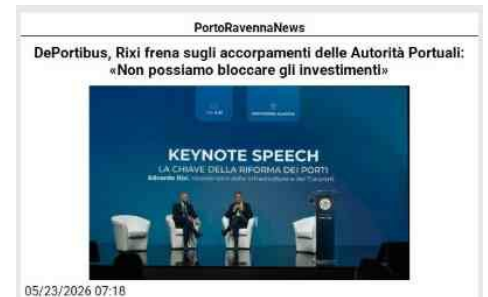 PortoRavennaNews
DePortibus, Rixi frena sugli accorpamenti delle Autorità Portuali:
«Non possiamo bloccare gli investimenti»
KEYNOTE SPEECH
LA CHIAVE DELLA RIFORMA DEI PORTI
Edoardo Rixi,
05/23/2026 07:18